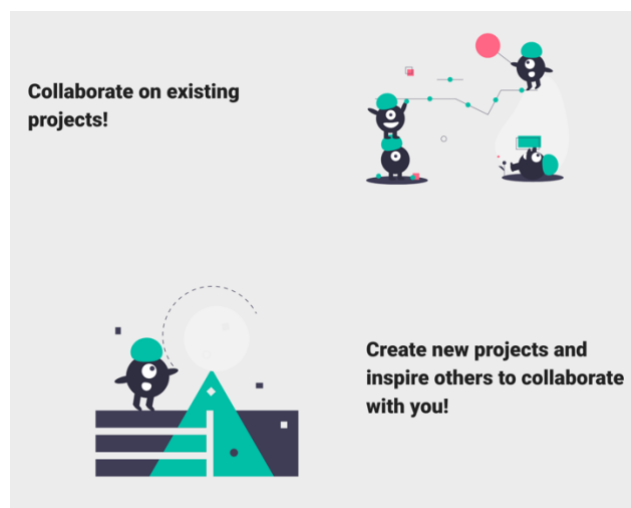 Collaborate on existing
projects!
Create new projects and
inspire others to collaborate
with you!